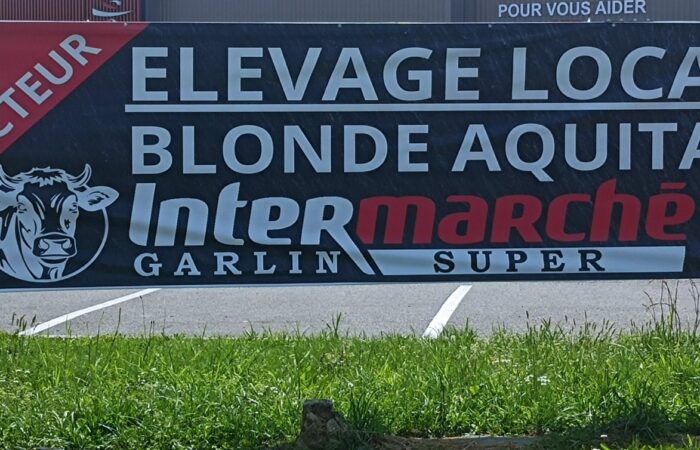 POUR VOUS AIDER
CTEUR
ELEVAGE LOCA
BLONDE AQUITA
Intermarché
GARLIN SUPER